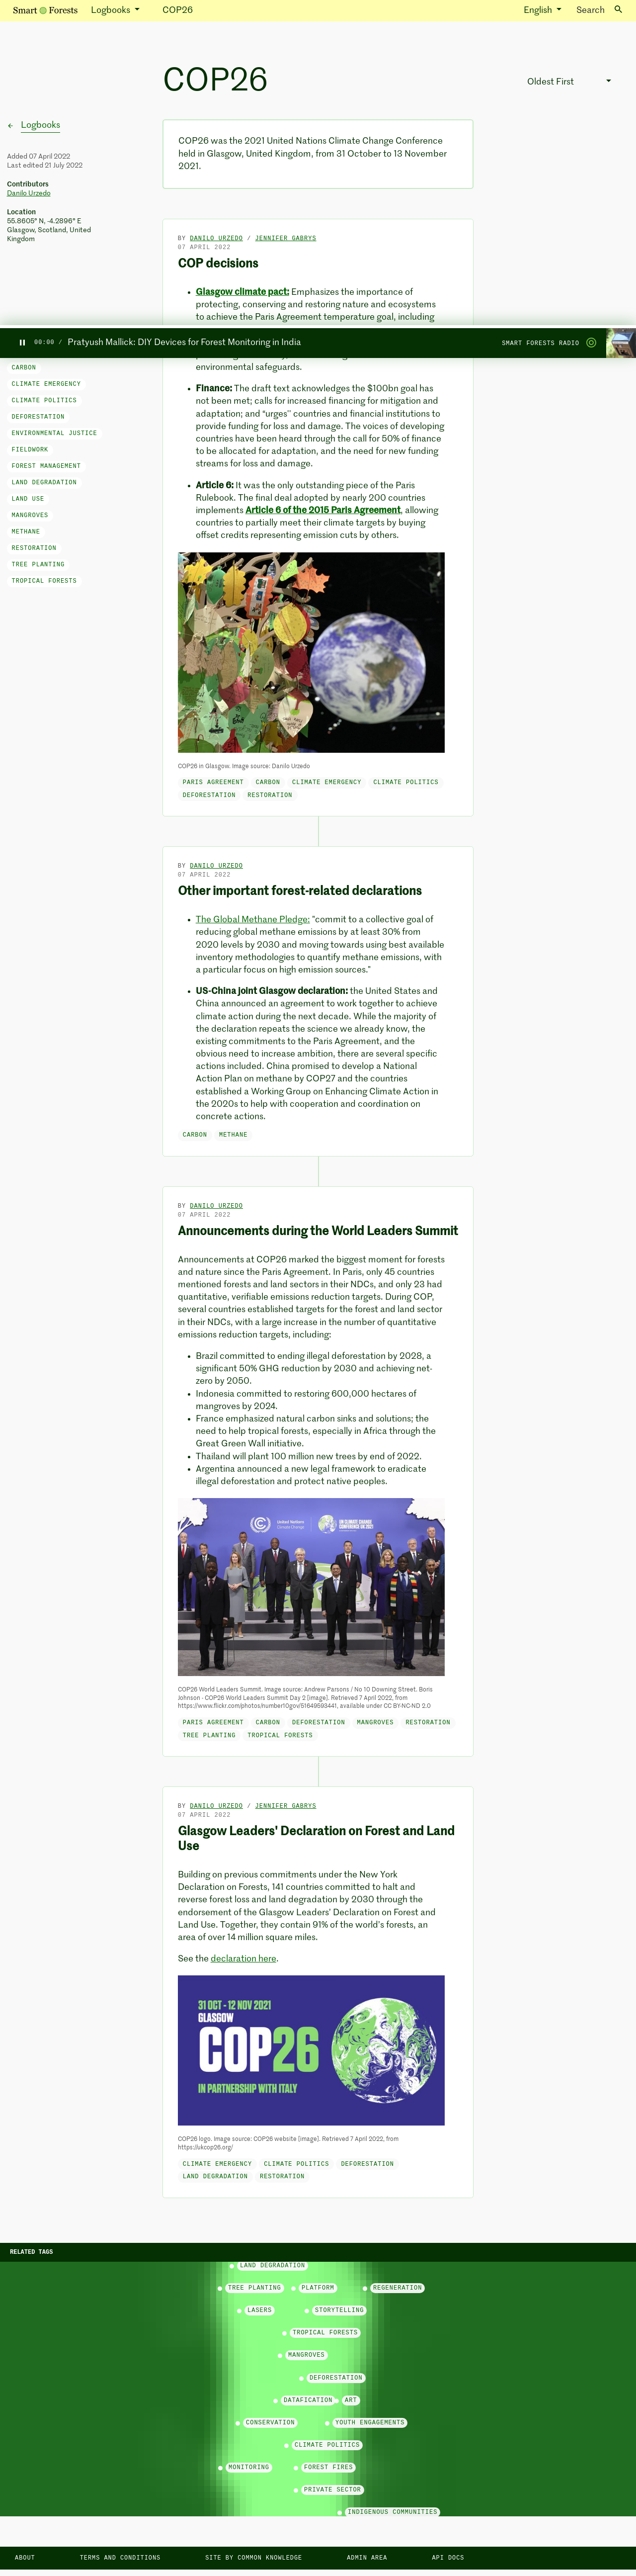 Smart Forests
Logbooks
COP26
English
Search
COP26
Oldest First
Logbooks
Added 07 April 2022
Last edited 21 July 2022
Contributors
Danilo Urzedo
Location
55.8605° N, -4.2896° E
Glasgow, Scotland, United
Kingdom
COP26 was the 2021 United Nations Climate Change Conference
held in Glasgow, United Kingdom, from 31 October to 13 November
2021.
BY DANILO URZEDO / JENNIFER GABRYS
07 APRIL 2022
COP decisions
Glasgow climate pact: Emphasizes the importance of
protecting, conserving and restoring nature and ecosystems
to achieve the Paris Agreement temperature goal, including
00:00 / Pratyush Mallick: DIY Devices for Forest Monitoring in India
SMART FORESTS RADIO
environmental safeguards.
CARBON
CLIMATE EMERGENCY
CLIMATE POLITICS
DEFORESTATION
ENVIRONMENTAL JUSTICE
FIELDWORK
FOREST MANAGEMENT
LAND DEGRADATION
LAND USE
MANGROVES
METHANE
RESTORATION
TREE PLANTING
TROPICAL FORESTS
Finance: The draft text acknowledges the $100bn goal has
not been met; calls for increased financing for mitigation and
adaptation; and “urges” countries and financial institutions to
provide funding for loss and damage. The voices of developing
countries have been heard through the call for 50% of finance
to be allocated for adaptation, and the need for new funding
streams for loss and damage.
Article 6: It was the only outstanding piece of the Paris
Rulebook. The final deal adopted by nearly 200 countries
implements Article 6 of the 2015 Paris Agreement, allowing
countries to partially meet their climate targets by buying
offset credits representing emission cuts by others.
COP26 in Glasgow. Image source: Danilo Urzedo
PARIS AGREEMENT CARBON CLIMATE EMERGENCY CLIMATE POLITICS
DEFORESTATION RESTORATION
BY DANILO URZEDO
07 APRIL 2022
Other important forest-related declarations
The Global Methane Pledge: "commit to a collective goal of
reducing global methane emissions by at least 30% from
2020 levels by 2030 and moving towards using best available
inventory methodologies to quantify methane emissions, with
a particular focus on high emission sources."
US-China joint Glasgow declaration: the United States and
China announced an agreement to work together to achieve
climate action during the next decade. While the majority of
the declaration repeats the science we already know, the
existing commitments to the Paris Agreement, and the
obvious need to increase ambition, there are several specific
actions included. China promised to develop a National
Action Plan on methane by COP27 and the countries
established a Working Group on Enhancing Climate Action in
the 2020s to help with cooperation and coordination on
concrete actions.
CARBON METHANE
BY DANILO URZEDO
07 APRIL 2022
Announcements during the World Leaders Summit
Announcements at COP26 marked the biggest moment for forests
and nature since the Paris Agreement. In Paris, only 45 countries
mentioned forests and land sectors in their NDCs, and only 23 had
quantitative, verifiable emissions reduction targets. During COP,
several countries established targets for the forest and land sector
in their NDCs, with a large increase in the number of quantitative
emissions reduction targets, including:
Brazil committed to ending illegal deforestation by 2028, a
significant 50% GHG reduction by 2030 and achieving net-
zero by 2050.
Indonesia committed to restoring 600,000 hectares of
mangroves by 2024.
France emphasized natural carbon sinks and solutions; the
need to help tropical forests, especially in Africa through the
Great Green Wall initiative.
Thailand will plant 100 million new trees by end of 2022.
Argentina announced a new legal framework to eradicate
illegal deforestation and protect native peoples.
United Nations
Climate Change
UN CLIMATE CHANGE
CONFERENCE UK 2021
COP26 World Leaders Summit. Image source: Andrew Parsons / No 10 Downing Street. Boris
Johnson - COP26 World Leaders Summit Day 2 [image]. Retrieved 7 April 2022, from
https://www.flickr.com/photos/number10gov/51649593441. available under CC BY-NC-ND 2.0
PARIS AGREEMENT CARBON DEFORESTATION MANGROVES RESTORATION
TREE PLANTING TROPICAL FORESTS
BY DANILO URZEDO / JENNIFER GABRYS
07 APRIL 2022
Glasgow Leaders' Declaration on Forest and Land
Use
Building on previous commitments under the New York
Declaration on Forests, 141 countries committed to halt and
reverse forest loss and land degradation by 2030 through the
endorsement of the Glasgow Leaders' Declaration on Forest and
Land Use. Together, they contain 91% of the world's forests, an
area of over 14 million square miles.
See the declaration here.
31 OCT - 12 NOV 2021
GLASGOW
COP26
IN PARTNERSHIP WITH ITALY
COP26 logo. Image source: COP26 website [image]. Retrieved 7 April 2022, from
https://ukcop26.org/
CLIMATE EMERGENCY CLIMATE POLITICS DEFORESTATION
LAND DEGRADATION RESTORATION
RELATED TAGS
LAND DEGRADATION
TREE PLANTING PLATFORM REGENERATION
LASERS STORYTELLING
TROPICAL FORESTS
MANGROVES
DEFORESTATION
DATAFICATION ART
CONSERVATION YOUTH ENGAGEMENTS
CLIMATE POLITICS
MONITORING FOREST FIRES
PRIVATE SECTOR
INDIGENOUS COMMUNITIES
ABOUT TERMS AND CONDITIONS SITE BY COMMON KNOWLEDGE ADMIN AREA API DOCS